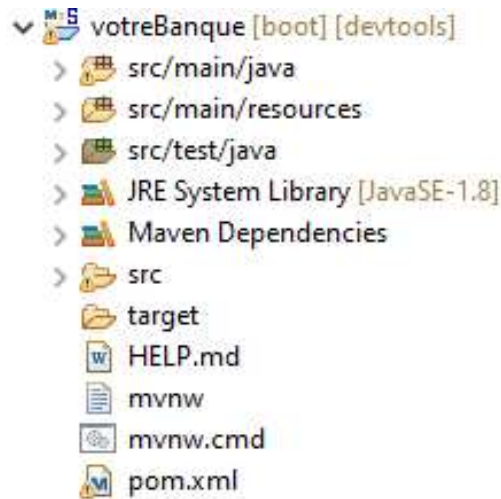 votreBanque [boot] [devtools]
src/main/java
src/main/resources
src/test/java
JRE System Library [JavaSE-1.8]
Maven Dependencies
src
target
HELP.md
mvnw
mvnw.cmd
pom.xml